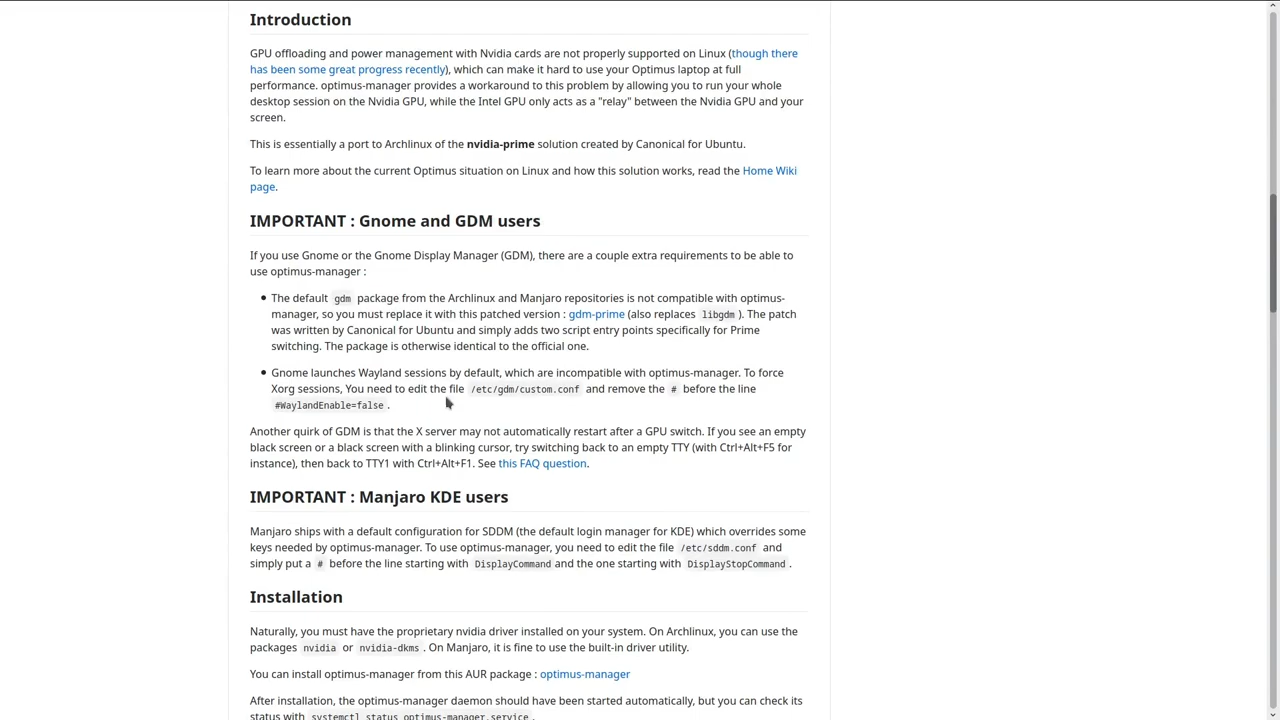 Introduction
GPU offloading and power management with Nvidia cards are not properly supported on Linux (though there
has been some great progress recently), which can make it hard to use your Optimus laptop at full
performance. optimus-manager provides a workaround to this problem by allowing you to run your whole
desktop session on the Nvidia GPU, while the Intel GPU only acts as a "relay" between the Nvidia GPU and your
screen.
This is essentially a port to Archlinux of the nvidia-prime solution created by Canonical for Ubuntu.
To learn more about the current Optimus situation on Linux and how this solution works, read the Home Wiki
page.
IMPORTANT : Gnome and GDM users
If you use Gnome or the Gnome Display Manager (GDM), there are a couple extra requirements to be able to
use optimus-manager :
The default gdm package from the Archlinux and Manjaro repositories is not compatible with optimus-
manager, so you must replace it with this patched version : gdm-prime (also replaces libgdm ). The patch
was written by Canonical for Ubuntu and simply adds two script entry points specifically for Prime
switching. The package is otherwise identical to the official one.
Gnome launches Wayland sessions by default, which are incompatible with optimus-manager. To force
Xorg sessions, You need to edit the file /etc/gdm/custom.conf and remove the # before the line
#WaylandEnable=false .
Another quirk of GDM is that the X server may not automatically restart after a GPU switch. If you see an empty
black screen or a black screen with a blinking cursor, try switching back to an empty TTY (with Ctrl+Alt+F5 for
instance), then back to TTY1 with Ctrl+Alt+F1. See this FAQ question.
IMPORTANT : Manjaro KDE users
Manjaro ships with a default configuration for SDDM (the default login manager for KDE) which overrides some
keys needed by optimus-manager. To use optimus-manager, you need to edit the file /etc/sddm.conf and
simply put a # before the line starting with DisplayCommand and the one starting with DisplayStopCommand .
Installation
Naturally, you must have the proprietary nvidia driver installed on your system. On Archlinux, you can use the
packages nvidia or nvidia-dkms . On Manjaro, it is fine to use the built-in driver utility.
You can install optimus-manager from this AUR package : optimus-manager
After installation, the optimus-manager daemon should have been started automatically, but you can check its
status with systemctl status optimus-manager.service .